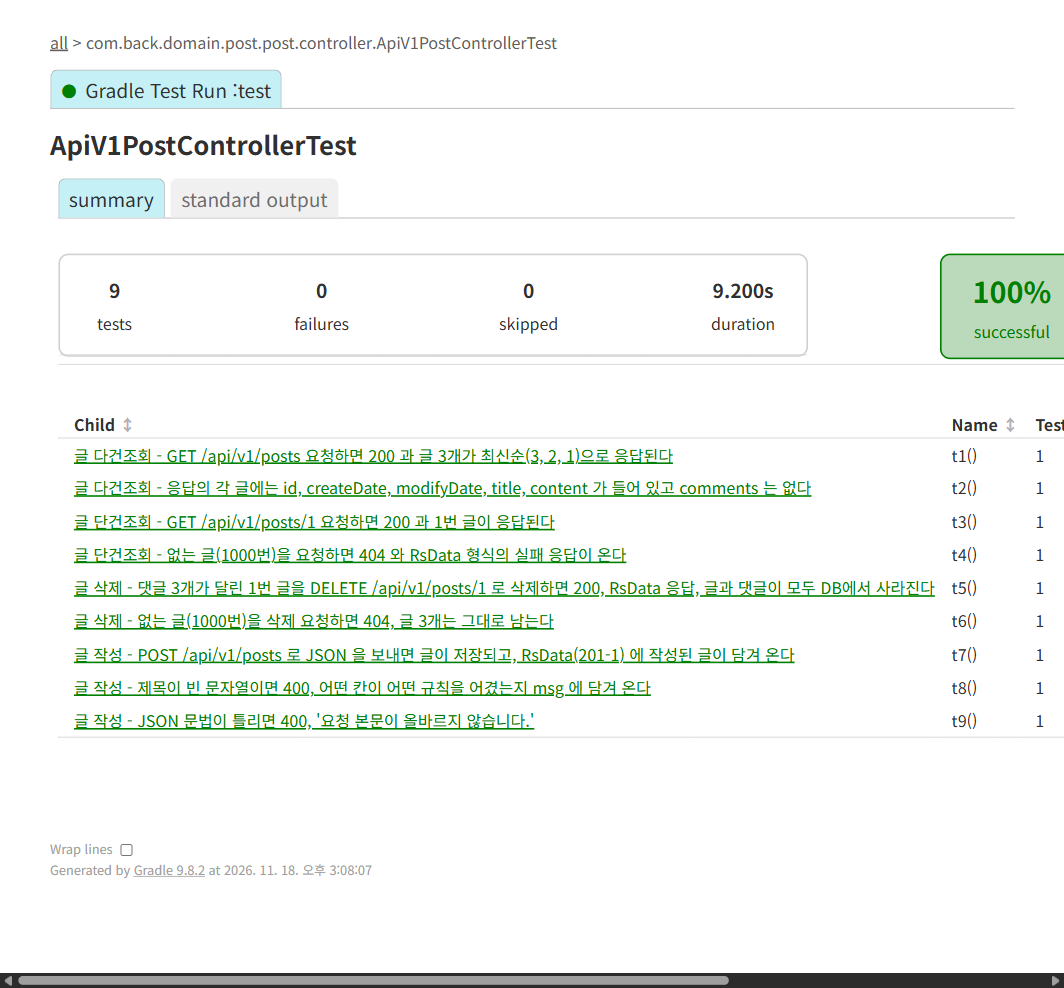 all > com.back.domain.post.post.controller.ApiV1PostControllerTest
Gradle Test Run :test
ApiV1PostControllerTest
summary standard output
9 0 0 9.200s 100%
tests failures skipped duration successful
Child Name Test
글 다건조회 - GET /api/v1/posts 요청하면 200 과 글 3개가 최신순(3, 2, 1)으로 응답된다 t1() 1
글 다건조회 - 응답의 각 글에는 id, createDate, modifyDate, title, content 가 들어 있고 comments 는 없다 t2() 1
글 단건조회 - GET /api/v1/posts/1 요청하면 200 과 1번 글이 응답된다 t3() 1
글 단건조회 - 없는 글(1000번)을 요청하면 404 와 RsData 형식의 실패 응답이 온다 t4() 1
글 삭제 - 댓글 3개가 달린 1번 글을 DELETE /api/v1/posts/1 로 삭제하면 200, RsData 응답, 글과 댓글이 모두 DB에서 사라진다 t5() 1
글 삭제 - 없는 글(1000번)을 삭제 요청하면 404, 글 3개는 그대로 남는다 t6() 1
글 작성 - POST /api/v1/posts 로 JSON 을 보내면 글이 저장되고, RsData(201-1) 에 작성된 글이 담겨 온다 t7() 1
글 작성 - 제목이 빈 문자열이면 400, 어떤 칸이 어떤 규칙을 어겼는지 msg 에 담겨 온다 t8() 1
글 작성 - JSON 문법이 틀리면 400, '요청 본문이 올바르지 않습니다.' t9() 1
Wrap lines
Generated by Gradle 9.8.2 at 2026. 11. 18. 오후 3:08:07